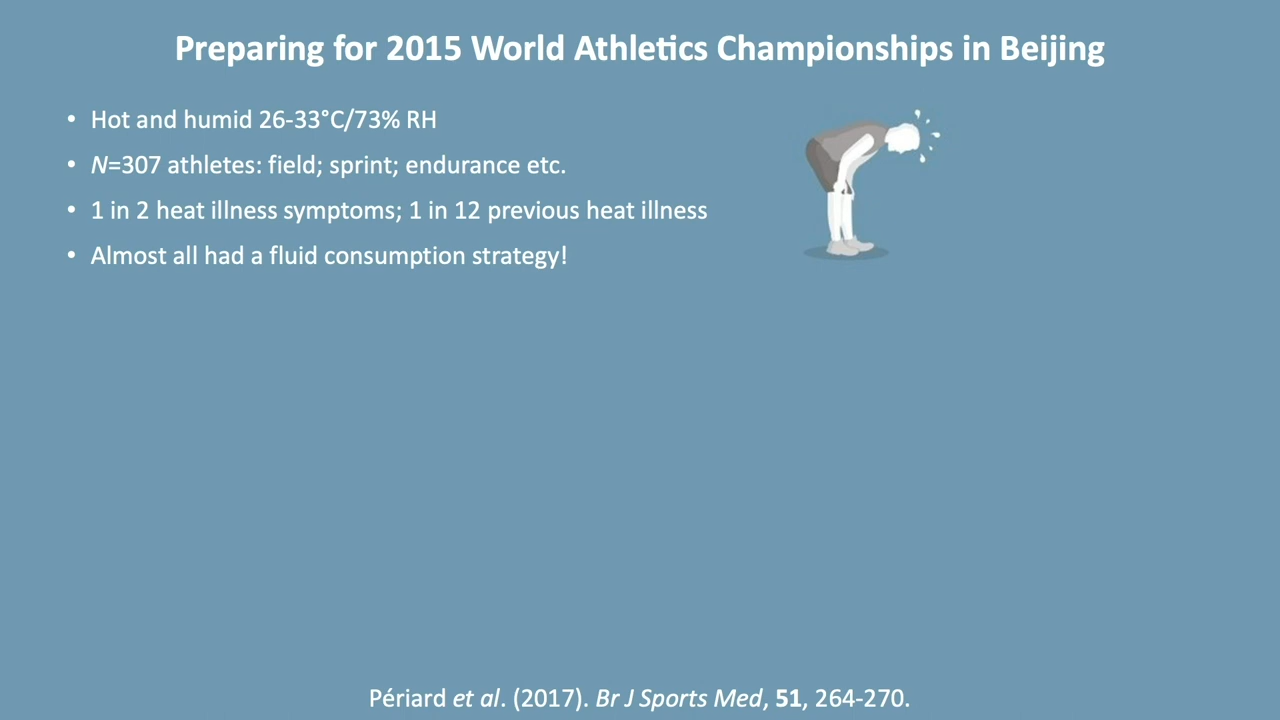 Preparing for 2015 World Athletics Championships in Beijing
• Hot and humid 26-33°C/73% RH
• N=307 athletes: field; sprint; endurance etc.
• 1 in 2 heat illness symptoms; 1 in 12 previous heat illness
• Almost all had a fluid consumption strategy!
Périard et al. (2017). Br J Sports Med, 51, 264-270.